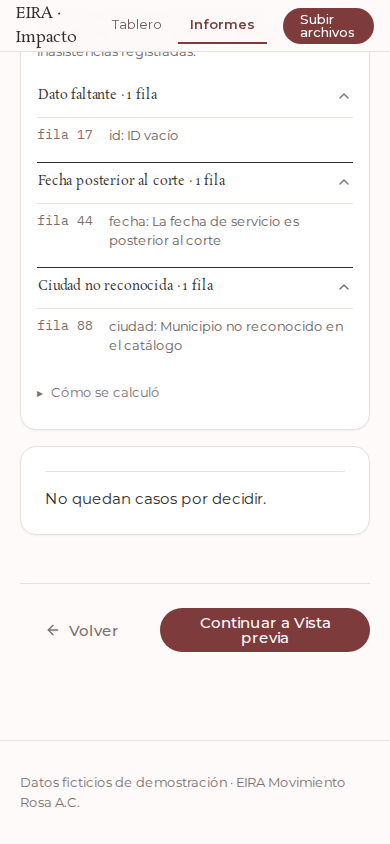 EIRA ·
Impacto
Tablero
Informes
Subir
archivos
inasistencias registradas.
Dato faltante · 1 fila
fila 17 id: ID vacío
Fecha posterior al corte · 1 fila
fila 44 fecha: La fecha de servicio es
posterior al corte
Ciudad no reconocida · 1 fila
fila 88 ciudad: Municipio no reconocido en
el catálogo
▸ Cómo se calculó
No quedan casos por decidir.
← Volver
Continuar a Vista
previa
Datos ficticios de demostración · EIRA Movimiento
Rosa A.C.